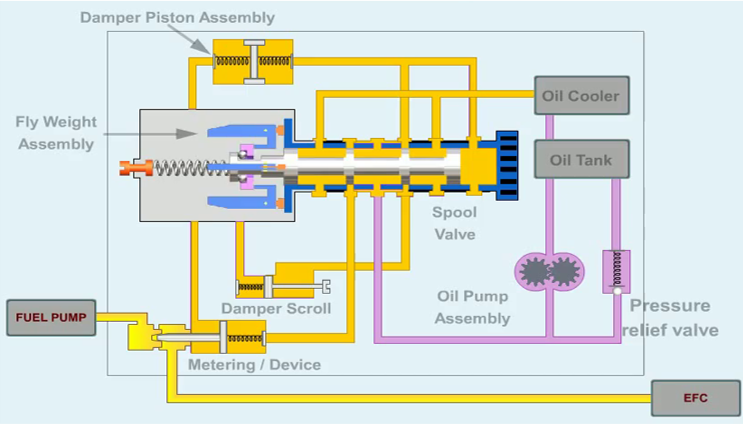 Damper Piston Assembly
Fly Weight
Assembly
Oil Cooler
Oil Tank
Spool
Valve
Damper Scroll
Oil Pump
Assembly
Pressure
relief valve
FUEL PUMP
Metering / Device
EFC